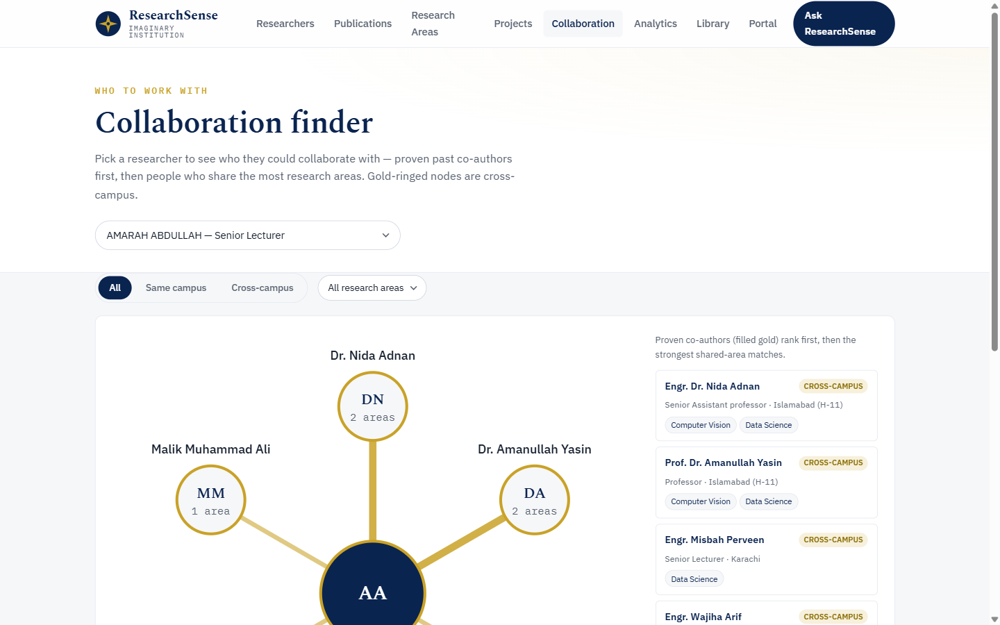 ResearchSense
IMAGINARY
INSTITUTION
Researchers
Publications
Research
Areas
Projects
Collaboration
Analytics
Library
Portal
Ask
ResearchSense
WHO TO WORK WITH
Collaboration finder
Pick a researcher to see who they could collaborate with — proven past co-authors
first, then people who share the most research areas. Gold-ringed nodes are cross-
campus.
AMARAH ABDULLAH — Senior Lecturer
All
Same campus
Cross-campus
All research areas
Dr. Nida Adnan
DN
2 areas
Malik Muhammad Ali
MM
1 area
Dr. Amanullah Yasin
DA
2 areas
AA
Proven co-authors (filled gold) rank first, then the
strongest shared-area matches.
Engr. Dr. Nida Adnan
CROSS-CAMPUS
Senior Assistant professor · Islamabad (H-11)
Computer Vision
Data Science
Prof. Dr. Amanullah Yasin
CROSS-CAMPUS
Professor · Islamabad (H-11)
Computer Vision
Data Science
Engr. Misbah Perveen
CROSS-CAMPUS
Senior Lecturer · Karachi
Data Science
Engr. Wajiha Arif
CROSS-CAMPUS